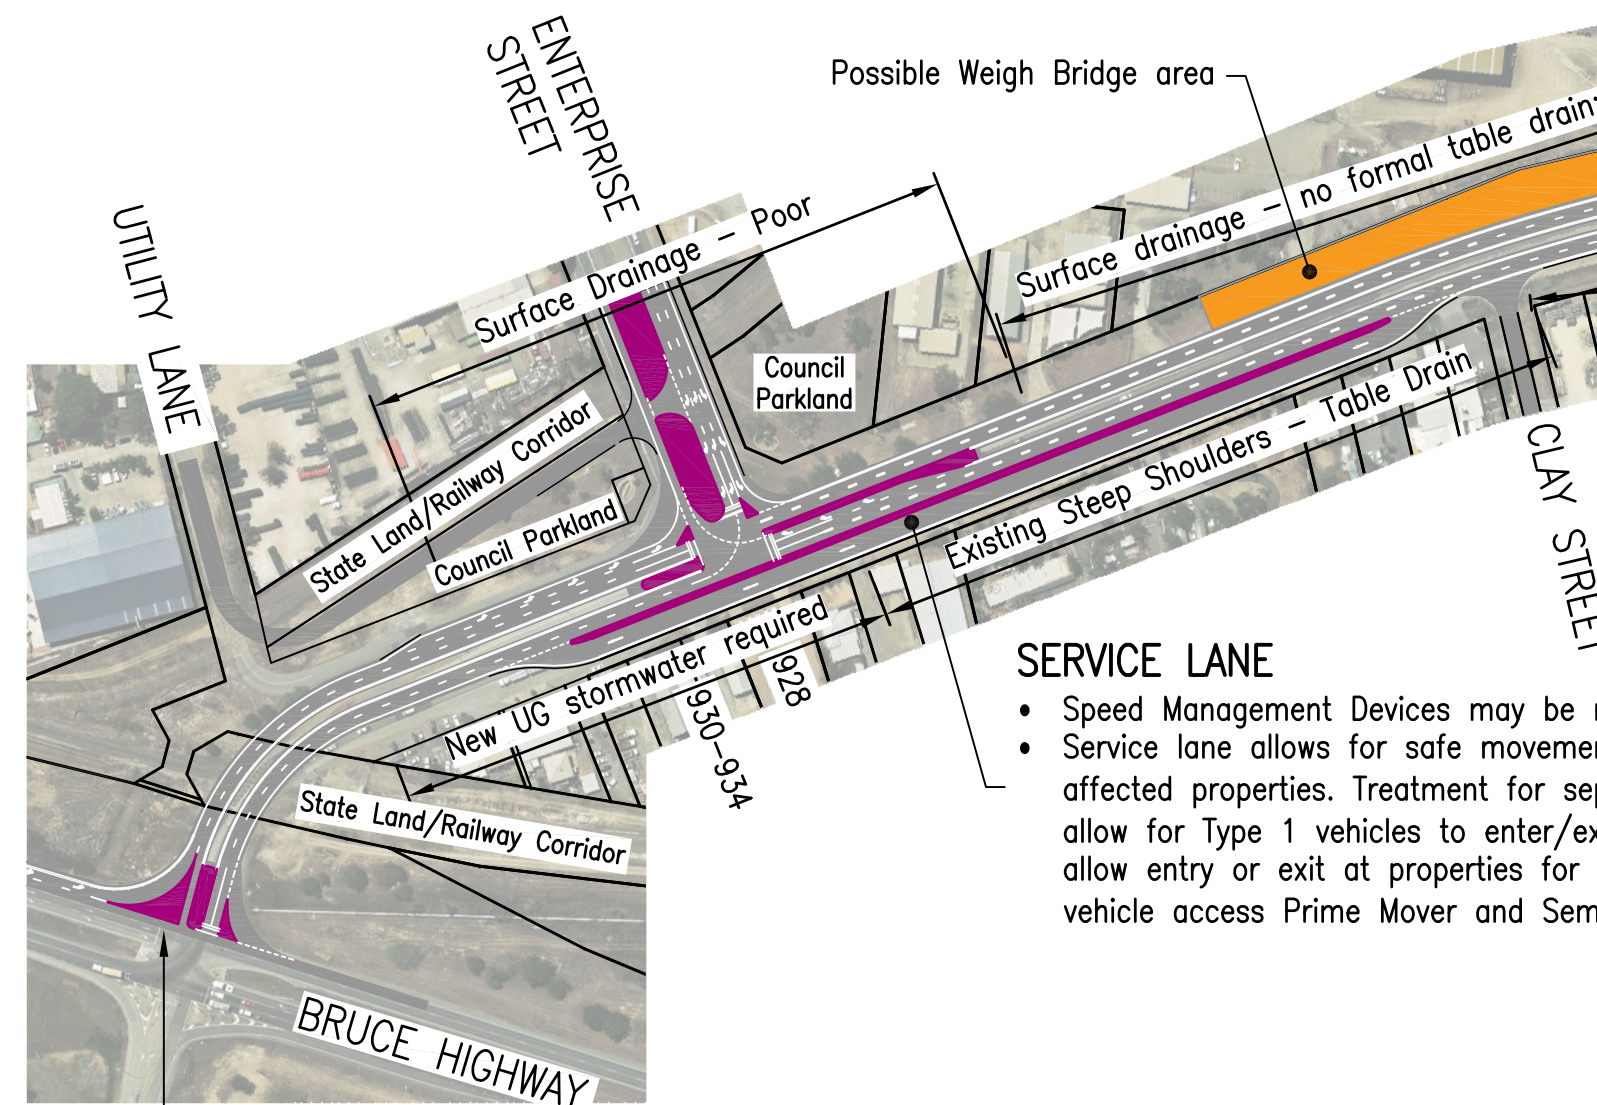 ENTERPRISE
STREET
Possible Weigh Bridge area
UTILITY LANE
Surface Drainage - Poor
Surface drainage - no formal table drain
Council
Parkland
State Land/Railway Corridor
Council Parkland
Existing Steep Shoulders - Table Drain
CLAY STREET
New UG stormwater required
928
930-934
State Land/Railway Corridor
BRUCE HIGHWAY
SERVICE LANE
• Speed Management Devices may be
• Service lane allows for safe
affected properties. Treatment for
allow for Type 1 vehicles to
allow entry or exit at properties for
vehicle access Prime Mover and